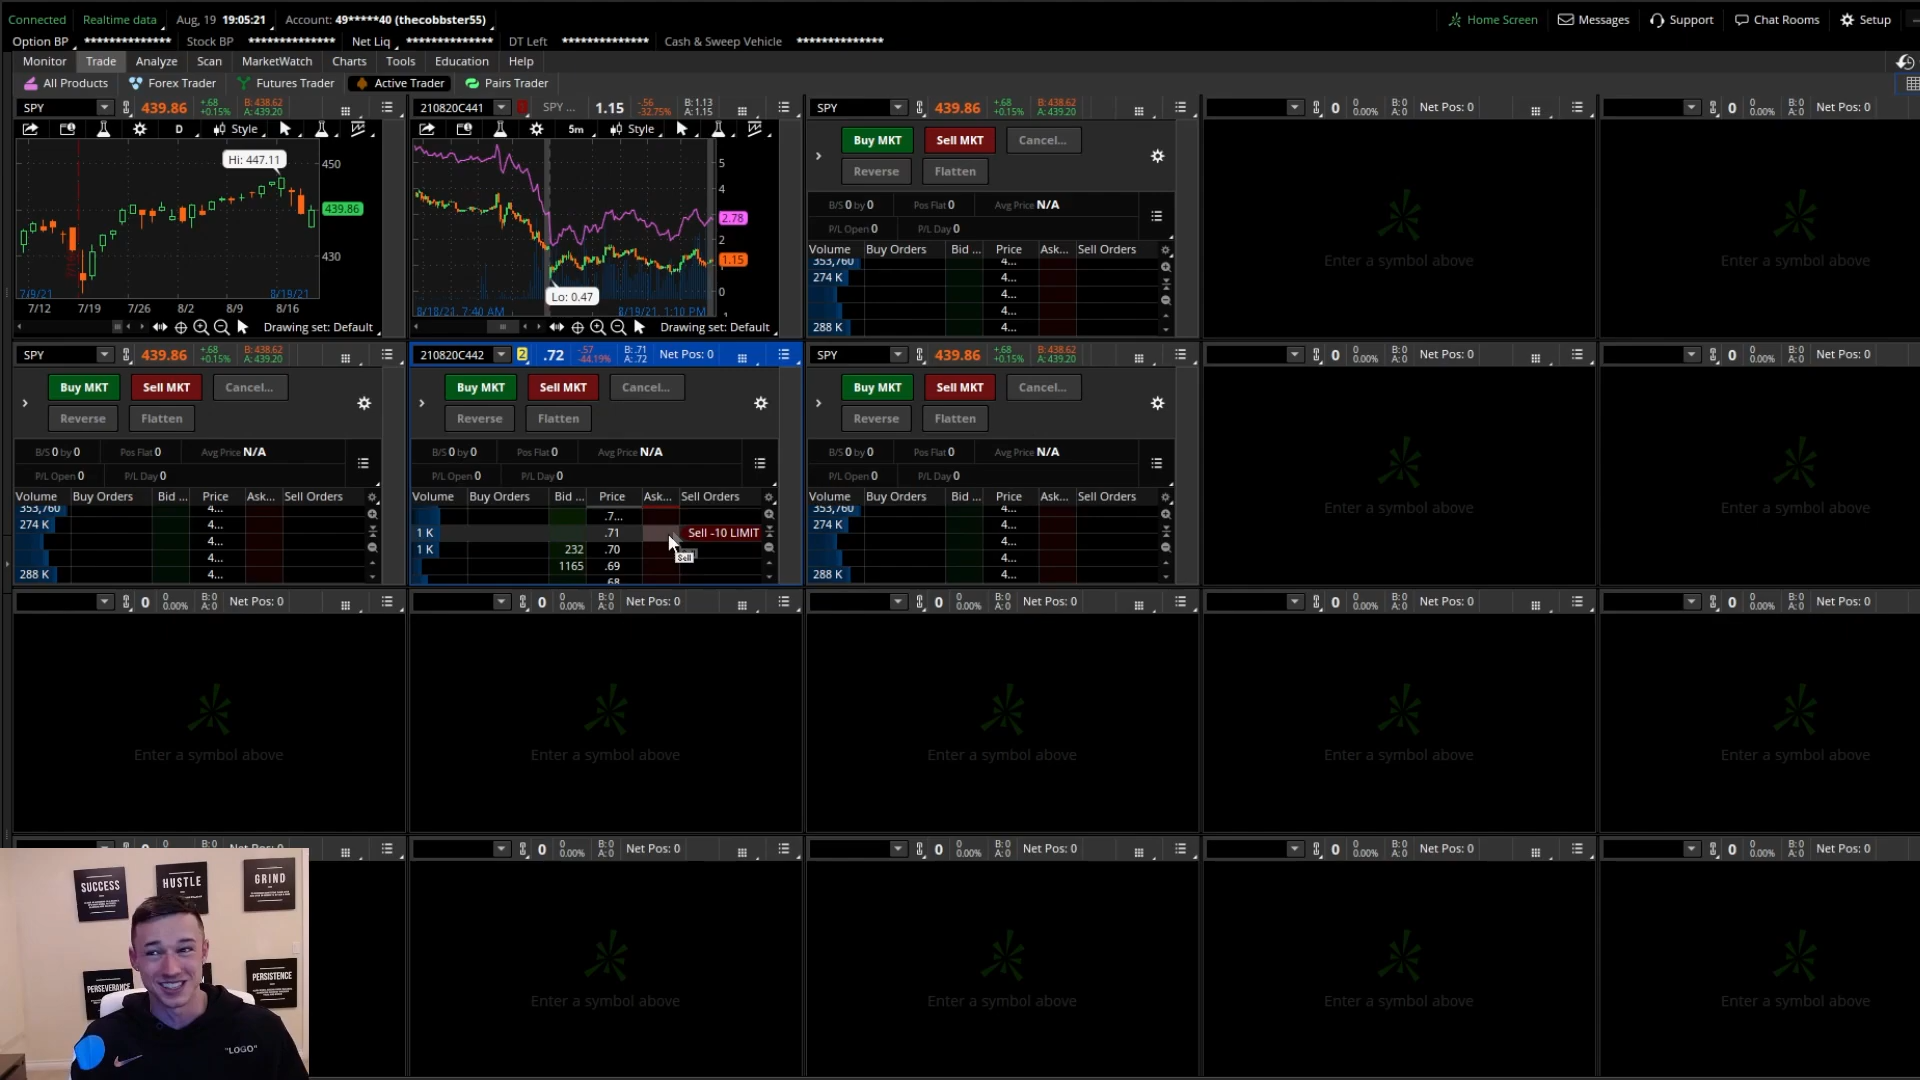 Connected Realtime data Aug, 19 19:05:21 Account: 49*****40 (thecobbster55) Home Screen Messages Support Chat Rooms Setup
Option BP ************** Stock BP ************** Net Liq ************** DT Left ************** Cash & Sweep Vehicle **************
Monitor Trade Analyze Scan MarketWatch Charts Tools Education Help
All Products Forex Trader Futures Trader Active Trader Pairs Trader
SPY 439.86 +.68 +0.15% B: 438.62 A: 439.20
D Style
Hi: 447.11
450
439.86
430
7/9/21 8/19/21
7/12 7/19 7/26 8/2 8/9 8/16
Drawing set: Default
210820C441 SPY ... 1.15 -.56 -32.75% B: 1.13 A: 1.15
5m Style
5
4
2.78
2
1.15
0
Lo: 0.47
8/18/21, 7:40 AM 8/19/21, 1:10 PM
Drawing set: Default
SPY 439.86 +.68 +0.15% B: 438.62 A: 439.20
Buy MKT Sell MKT Cancel...
Reverse Flatten
B/S 0 by 0 Pos Flat 0 Avg Price N/A
P/L Open 0 P/L Day 0
Volume Buy Orders Bid ... Price Ask... Sell Orders
353,760 4...
274 K 4...
4...
4...
288 K 4...
0 0 0.00% B: 0 A: 0 Net Pos: 0
Enter a symbol above
0 0 0.00% B: 0 A: 0 Net Pos: 0
Enter a symbol above
SPY 439.86 +.68 +0.15% B: 438.62 A: 439.20
Buy MKT Sell MKT Cancel...
Reverse Flatten
B/S 0 by 0 Pos Flat 0 Avg Price N/A
P/L Open 0 P/L Day 0
Volume Buy Orders Bid ... Price Ask... Sell Orders
353,760 4...
274 K 4...
4...
4...
288 K 4...
210820C442 2 .72 -.57 -44.19% B: .71 A: .72 Net Pos: 0
Buy MKT Sell MKT Cancel...
Reverse Flatten
B/S 0 by 0 Pos Flat 0 Avg Price N/A
P/L Open 0 P/L Day 0
Volume Buy Orders Bid ... Price Ask... Sell Orders
.7...
1 K .71 Sell -10 LIMIT
Sell
1 K 232 .70
1165 .69
.68
SPY 439.86 +.68 +0.15% B: 438.62 A: 439.20
Buy MKT Sell MKT Cancel...
Reverse Flatten
B/S 0 by 0 Pos Flat 0 Avg Price N/A
P/L Open 0 P/L Day 0
Volume Buy Orders Bid ... Price Ask... Sell Orders
353,760 4...
274 K 4...
4...
4...
288 K 4...
0 0 0.00% B: 0 A: 0 Net Pos: 0
Enter a symbol above
0 0 0.00% B: 0 A: 0 Net Pos: 0
Enter a symbol above
0 0 0.00% B: 0 A: 0 Net Pos: 0
Enter a symbol above
0 0 0.00% B: 0 A: 0 Net Pos: 0
Enter a symbol above
0 0 0.00% B: 0 A: 0 Net Pos: 0
Enter a symbol above
0 0 0.00% B: 0 A: 0 Net Pos: 0
Enter a symbol above
0 0 0.00% B: 0 A: 0 Net Pos: 0
Enter a symbol above
0 0.00% B: 0 A: 0 Net Pos: 0
0 0 0.00% B: 0 A: 0 Net Pos: 0
Enter a symbol above
0 0 0.00% B: 0 A: 0 Net Pos: 0
Enter a symbol above
0 0 0.00% B: 0 A: 0 Net Pos: 0
Enter a symbol above
0 0 0.00% B: 0 A: 0 Net Pos: 0
Enter a symbol above
SUCCESS
HUSTLE
GRIND
PERSEVERANCE
PERSISTENCE
"LOGO"